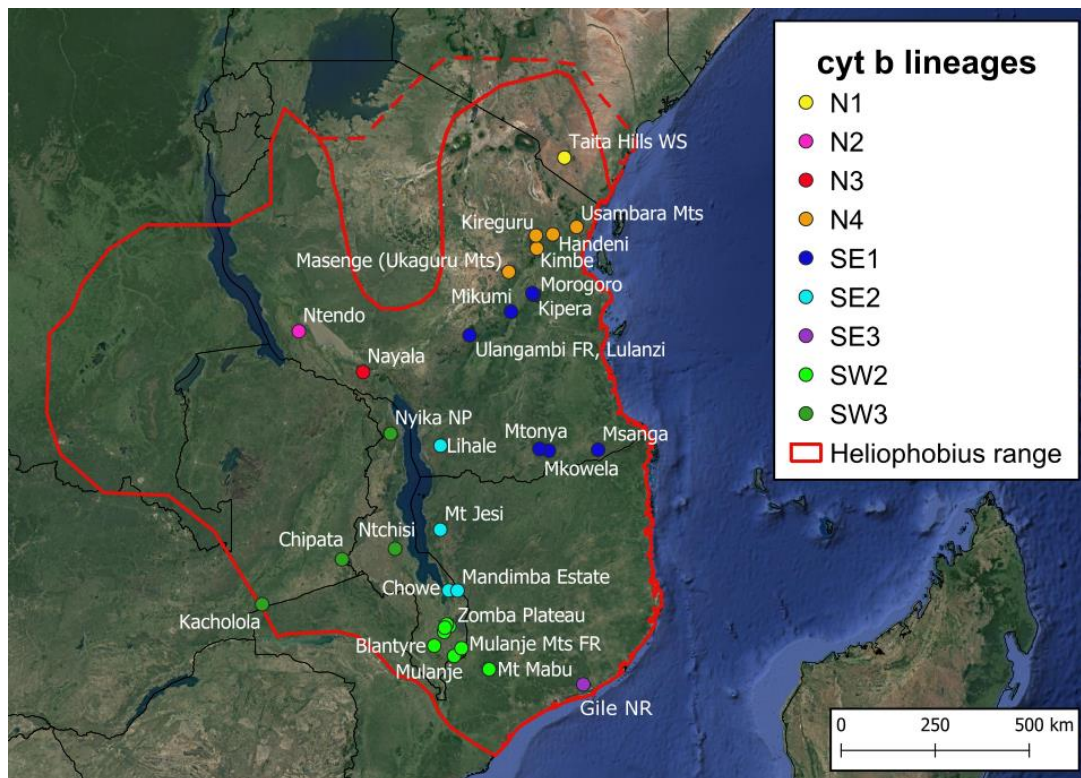 cyt b lineages
N1
N2
N3
N4
SE1
SE2
SE3
SW2
SW3
Heliophobius range
Taita Hills WS
Usambara Mts
Kireguru
Handeni
Kimbe
Masenge (Ukaguru Mts)
Morogoro
Mikumi
Kipera
Ntendo
Ulangambi FR, Lulanzi
Nayala
Nyika NP
Lihale
Mtonya
Msanga
Mkowela
Mt Jesi
Ntchisi
Chipata
Chowe
Mandimba Estate
Kacholola
Zomba Plateau
Blantyre
Mulanje Mts FR
Mulanje
Mt Mabu
Gile NR
0 250 500 km